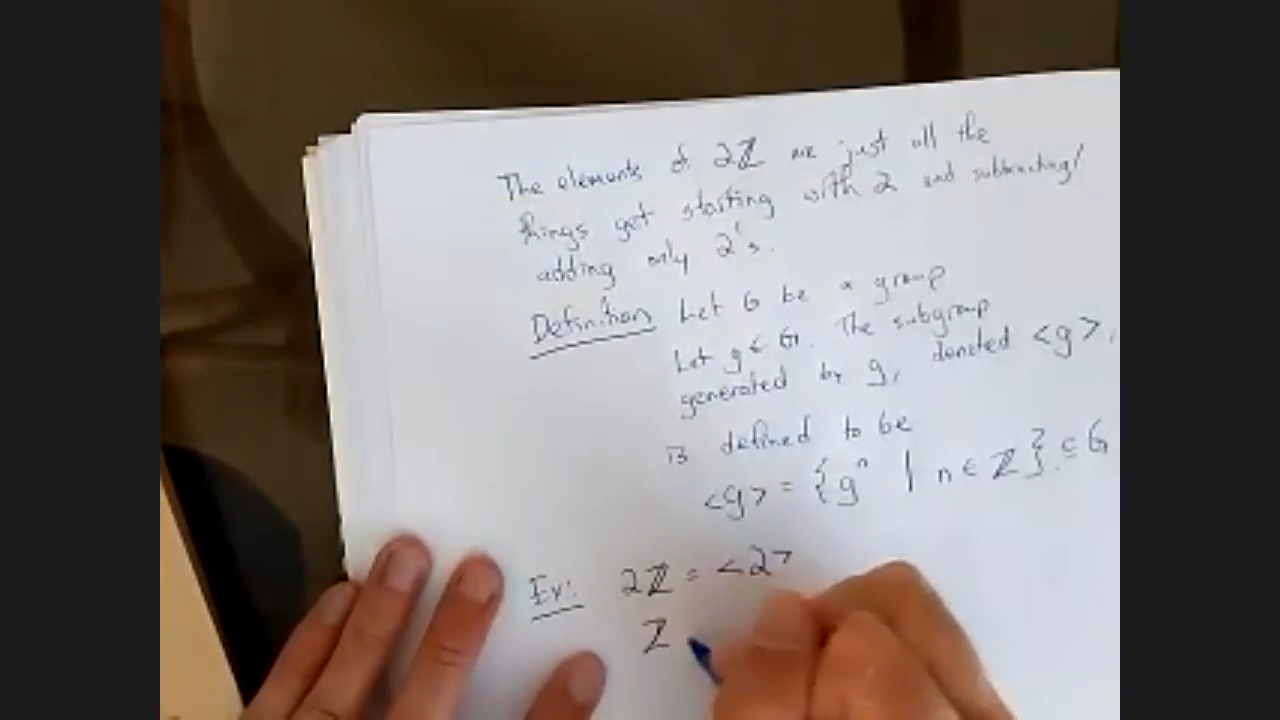 The elements of 2ℤ are just all the
things get starting with 2 and subtracting/
adding only 2's.
Definition Let G be a group
Let g ∈ G. The subgroup
generated by g, denoted <g>,
is defined to be
<g> = {g^n | n ∈ ℤ} ⊆ G
Ex: 2ℤ = <2>
ℤ